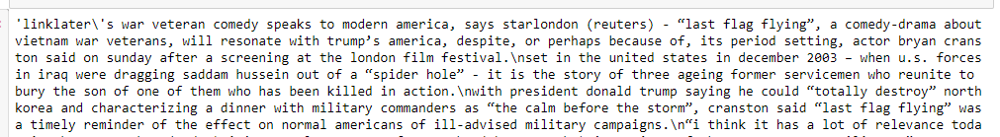 'linklater\'s war veteran comedy speaks to modern america, says starlondon (reuters) - “last flag flying”, a comedy-drama about
vietnam war veterans, will resonate with trump’s america, despite, or perhaps because of, its period setting, actor bryan crans
ton said on sunday after a screening at the london film festival.\nset in the united states in december 2003 – when u.s. forces
in iraq were dragging saddam hussein out of a “spider hole” - it is the story of three ageing former servicemen who reunite to
bury the son of one of them who has been killed in action.\nwith president donald trump saying he could “totally destroy” north
korea and characterizing a dinner with military commanders as “the calm before the storm”, cranston said “last flag flying” was
a timely reminder of the effect on normal americans of ill-advised military campaigns.\n“i think it has a lot of relevance toda